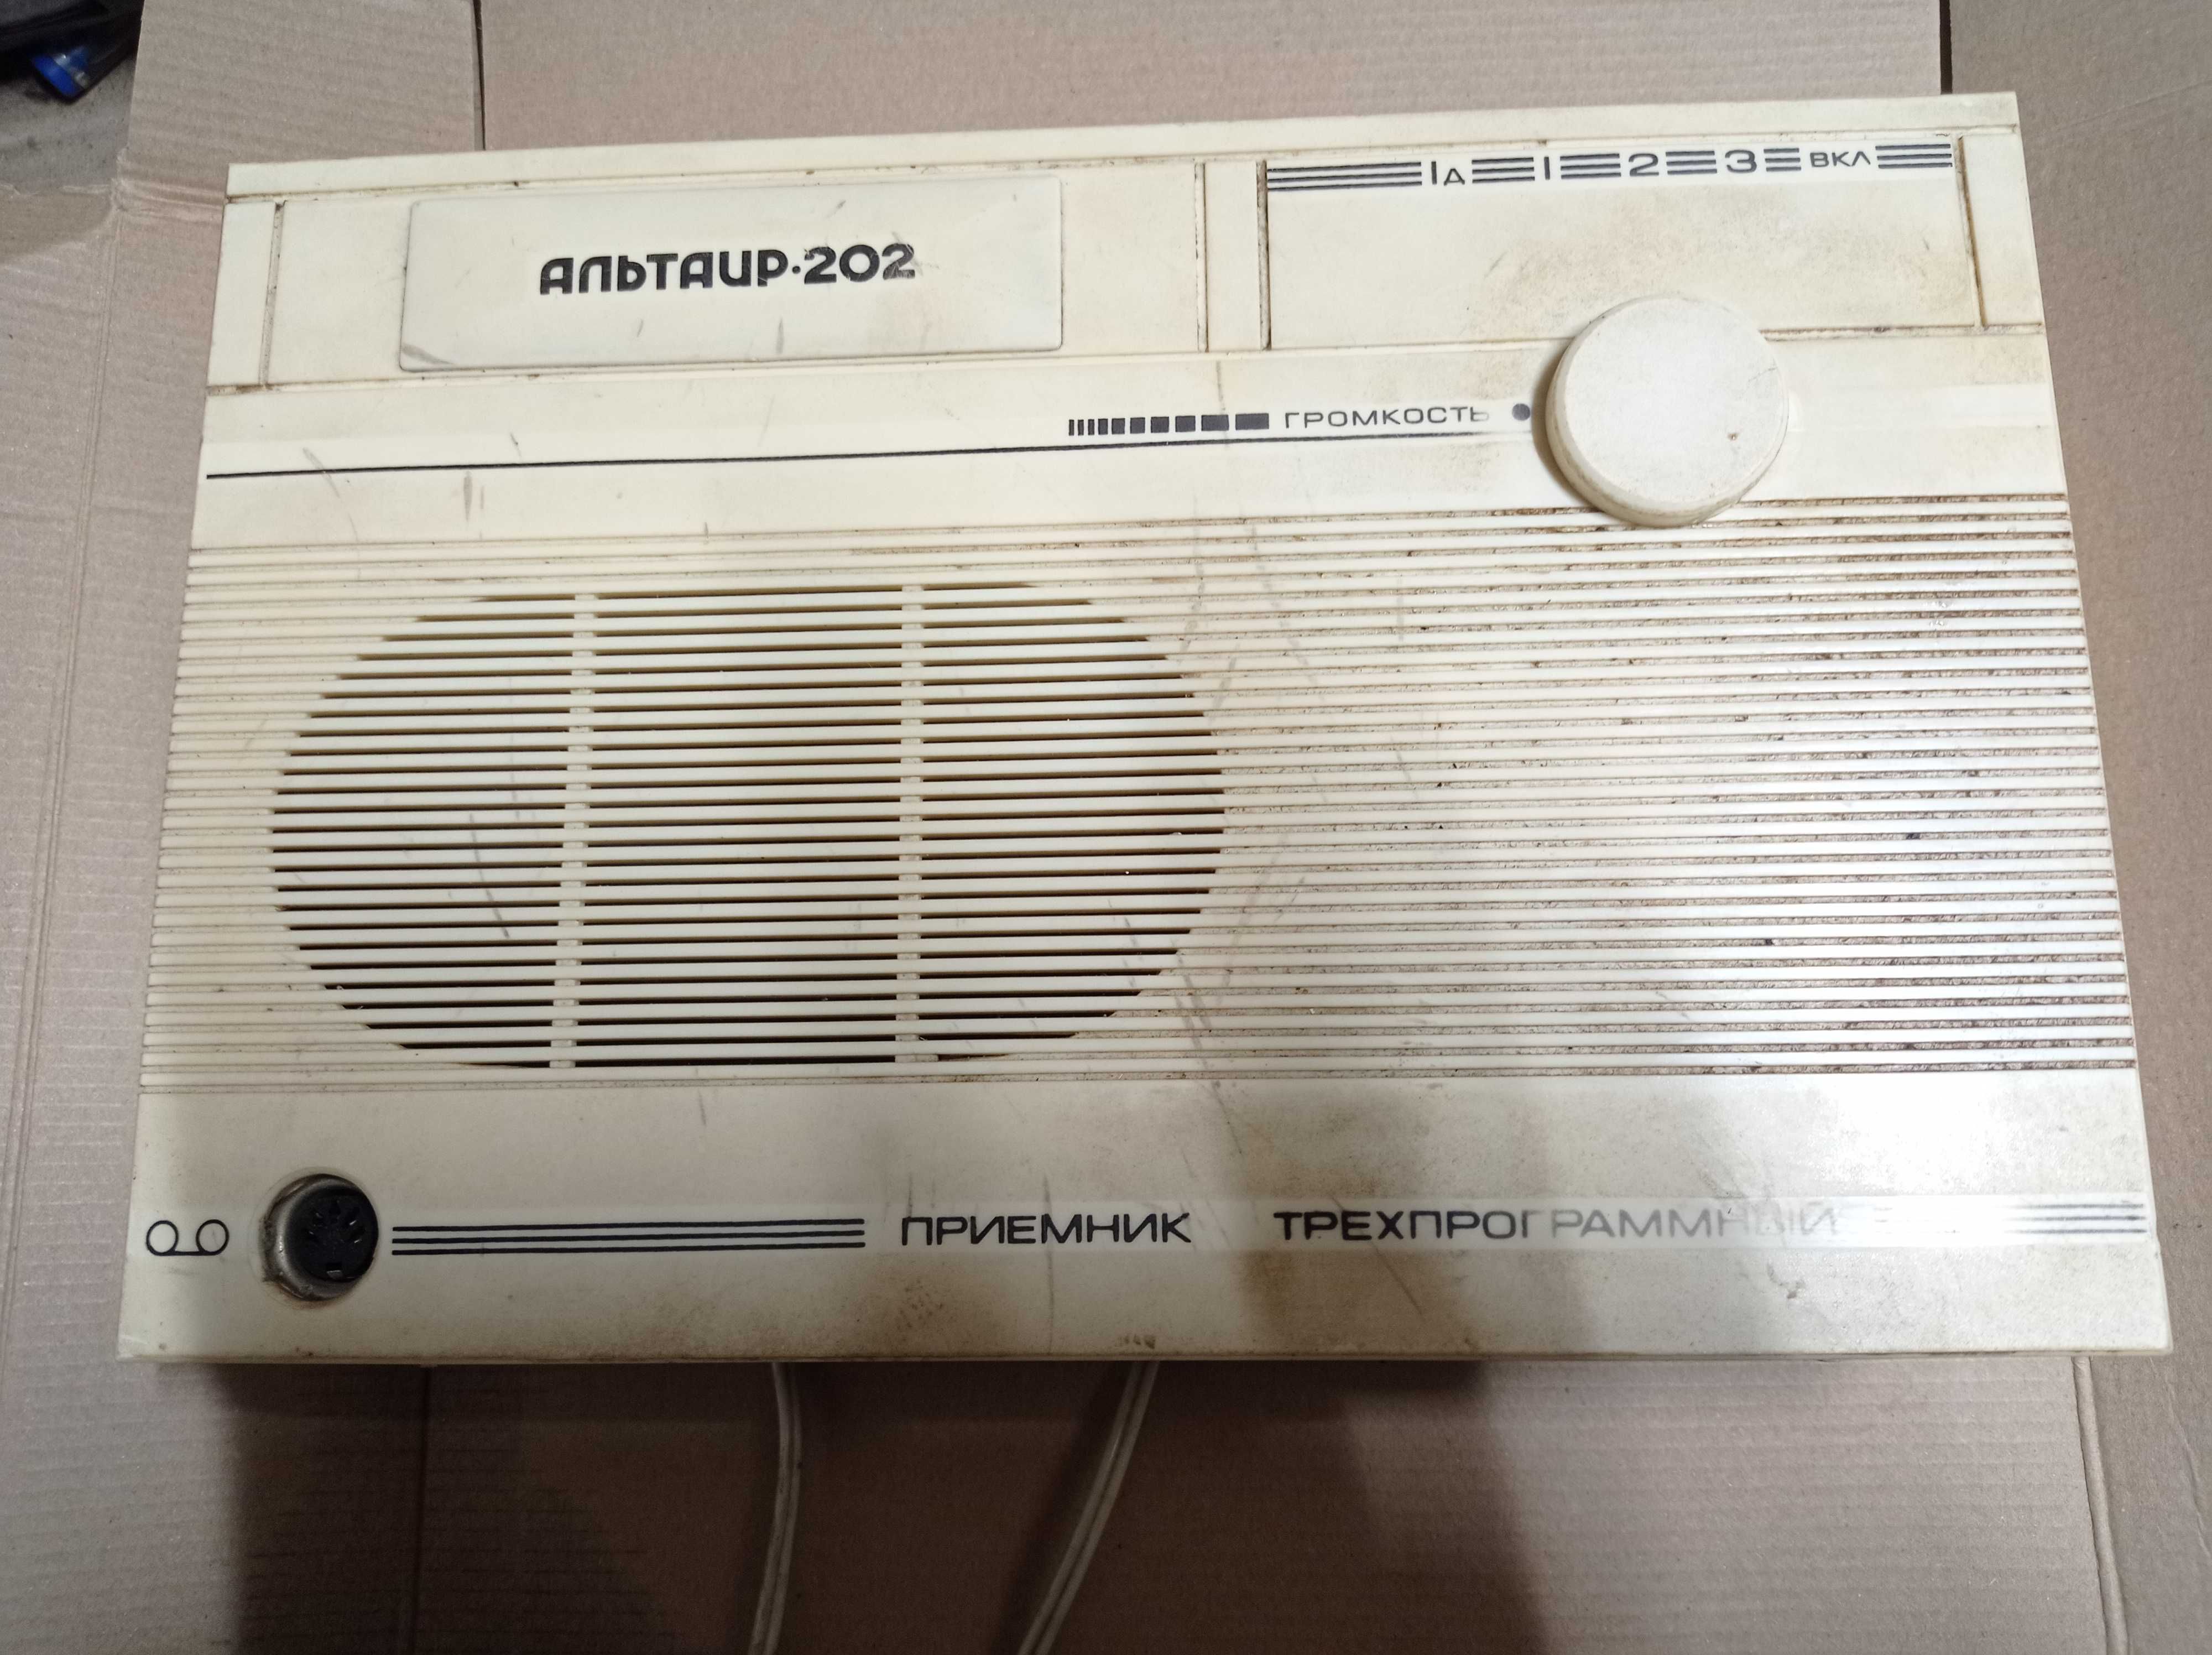 1д 1 2 3 ВКЛ
АЛЬТАИР·202
ГРОМКОСТЬ
ПРИЕМНИК ТРЕХПРОГРАММНЫЙ